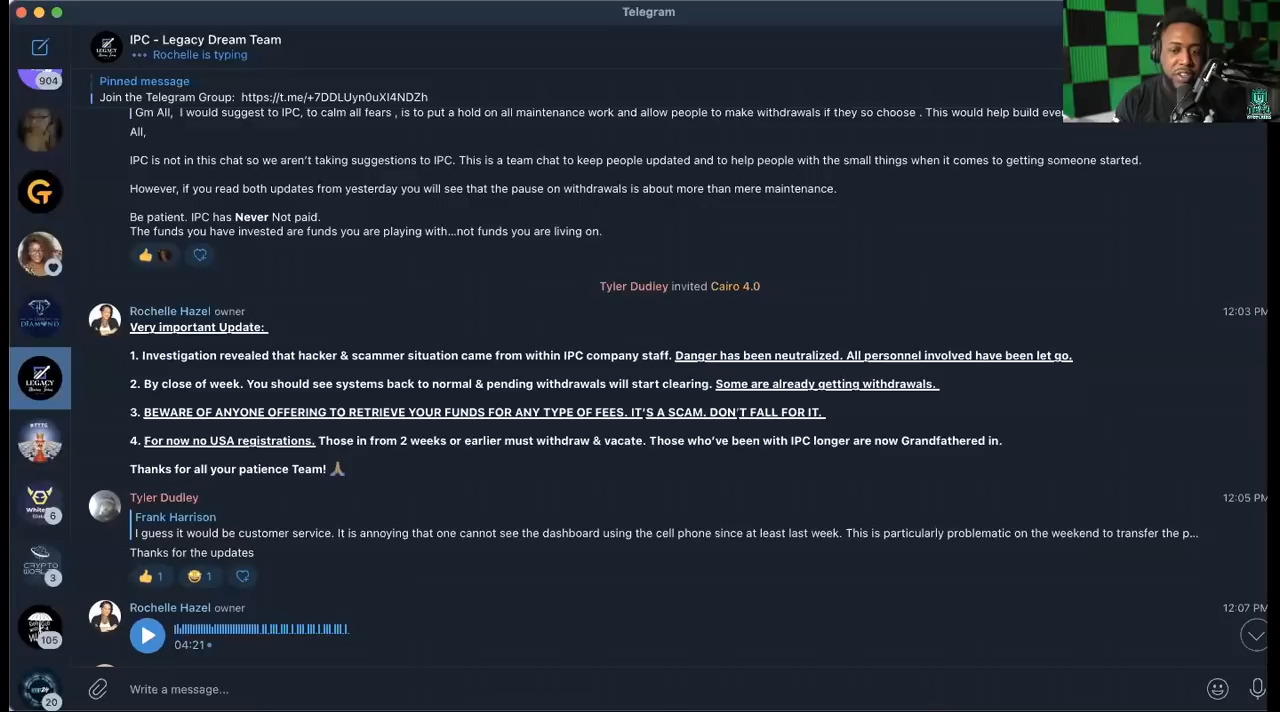 Telegram
IPC - Legacy Dream Team
Rochelle is typing
904
Pinned message
Join the Telegram Group: https://t.me/+7DDLUyn0uXI4NDZh
Gm All, I would suggest to IPC, to calm all fears , is to put a hold on all maintenance work and allow people to make withdrawals if they so choose . This would help build
All,
IPC is not in this chat so we aren't taking suggestions to IPC. This is a team chat to keep people updated and to help people with the small things when it comes to getting someone started.
However, if you read both updates from yesterday you will see that the pause on withdrawals is about more than mere maintenance.
Be patient. IPC has Never Not paid.
The funds you have invested are funds you are playing with...not funds you are living on.
Tyler Dudley invited Cairo 4.0
Rochelle Hazel owner
12:03 PM
Very important Update:
1. Investigation revealed that hacker & scammer situation came from within IPC company staff. Danger has been neutralized. All personnel involved have been let go.
2. By close of week. You should see systems back to normal & pending withdrawals will start clearing. Some are already getting withdrawals.
3. BEWARE OF ANYONE OFFERING TO RETRIEVE YOUR FUNDS FOR ANY TYPE OF FEES. IT'S A SCAM. DON'T FALL FOR IT.
4. For now no USA registrations. Those in from 2 weeks or earlier must withdraw & vacate. Those who've been with IPC longer are now Grandfathered in.
Thanks for all your patience Team! 🙏🏽
Tyler Dudley
12:05 PM
Frank Harrison
I guess it would be customer service. It is annoying that one cannot see the dashboard using the cell phone since at least last week. This is particularly problematic on the weekend to transfer the p...
Thanks for the updates
1
1
Rochelle Hazel owner
12:07 PM
04:21
Write a message...
DIAMOND
LEGACY
6
CRYPTO
3
105
20